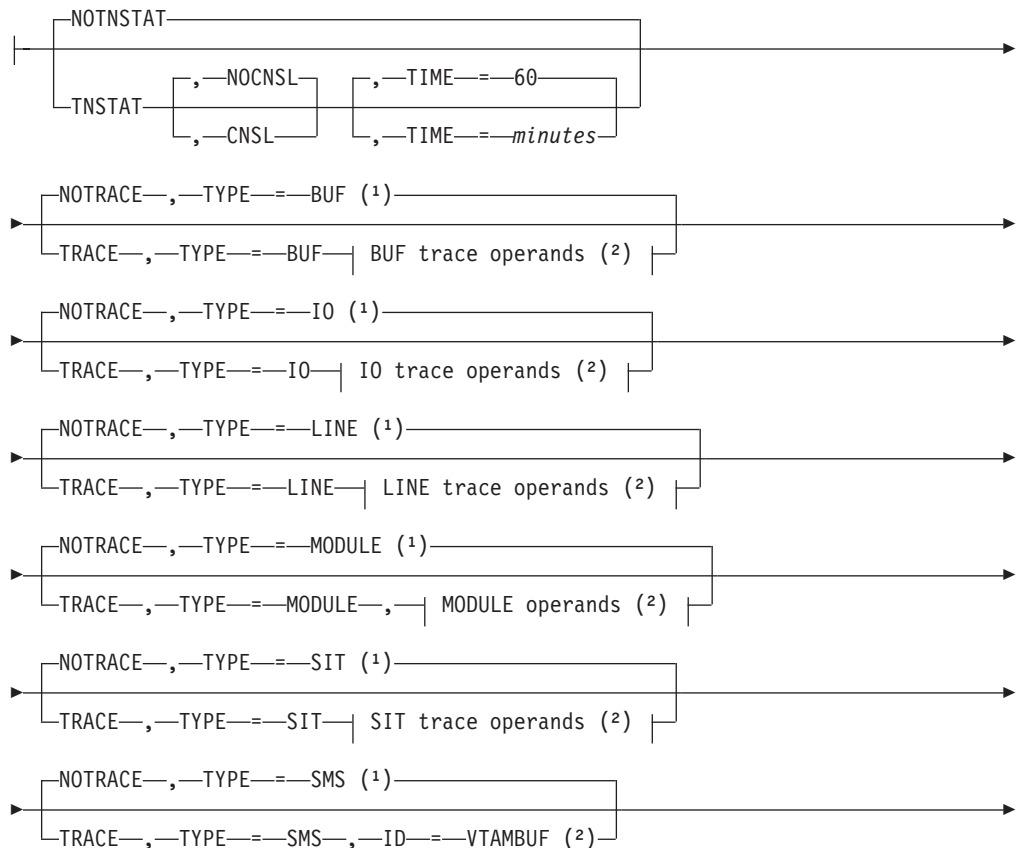 NOTNSTAT
TNSTAT
,—NOCNSL
,—CNSL
,—TIME—=—60
,—TIME—=—minutes
NOTRACE—,—TYPE—=—BUF (¹)
TRACE—,—TYPE—=—BUF—┤ BUF trace operands (²) ├
NOTRACE—,—TYPE—=—IO (¹)
TRACE—,—TYPE—=—IO—┤ IO trace operands (²) ├
NOTRACE—,—TYPE—=—LINE (¹)
TRACE—,—TYPE—=—LINE—┤ LINE trace operands (²) ├
NOTRACE—,—TYPE—=—MODULE (¹)
TRACE—,—TYPE—=—MODULE—,—┤ MODULE operands (²) ├
NOTRACE—,—TYPE—=—SIT (¹)
TRACE—,—TYPE—=—SIT—┤ SIT trace operands (²) ├
NOTRACE—,—TYPE—=—SMS (¹)
TRACE—,—TYPE—=—SMS—,—ID—=—VTAMBUF (²)